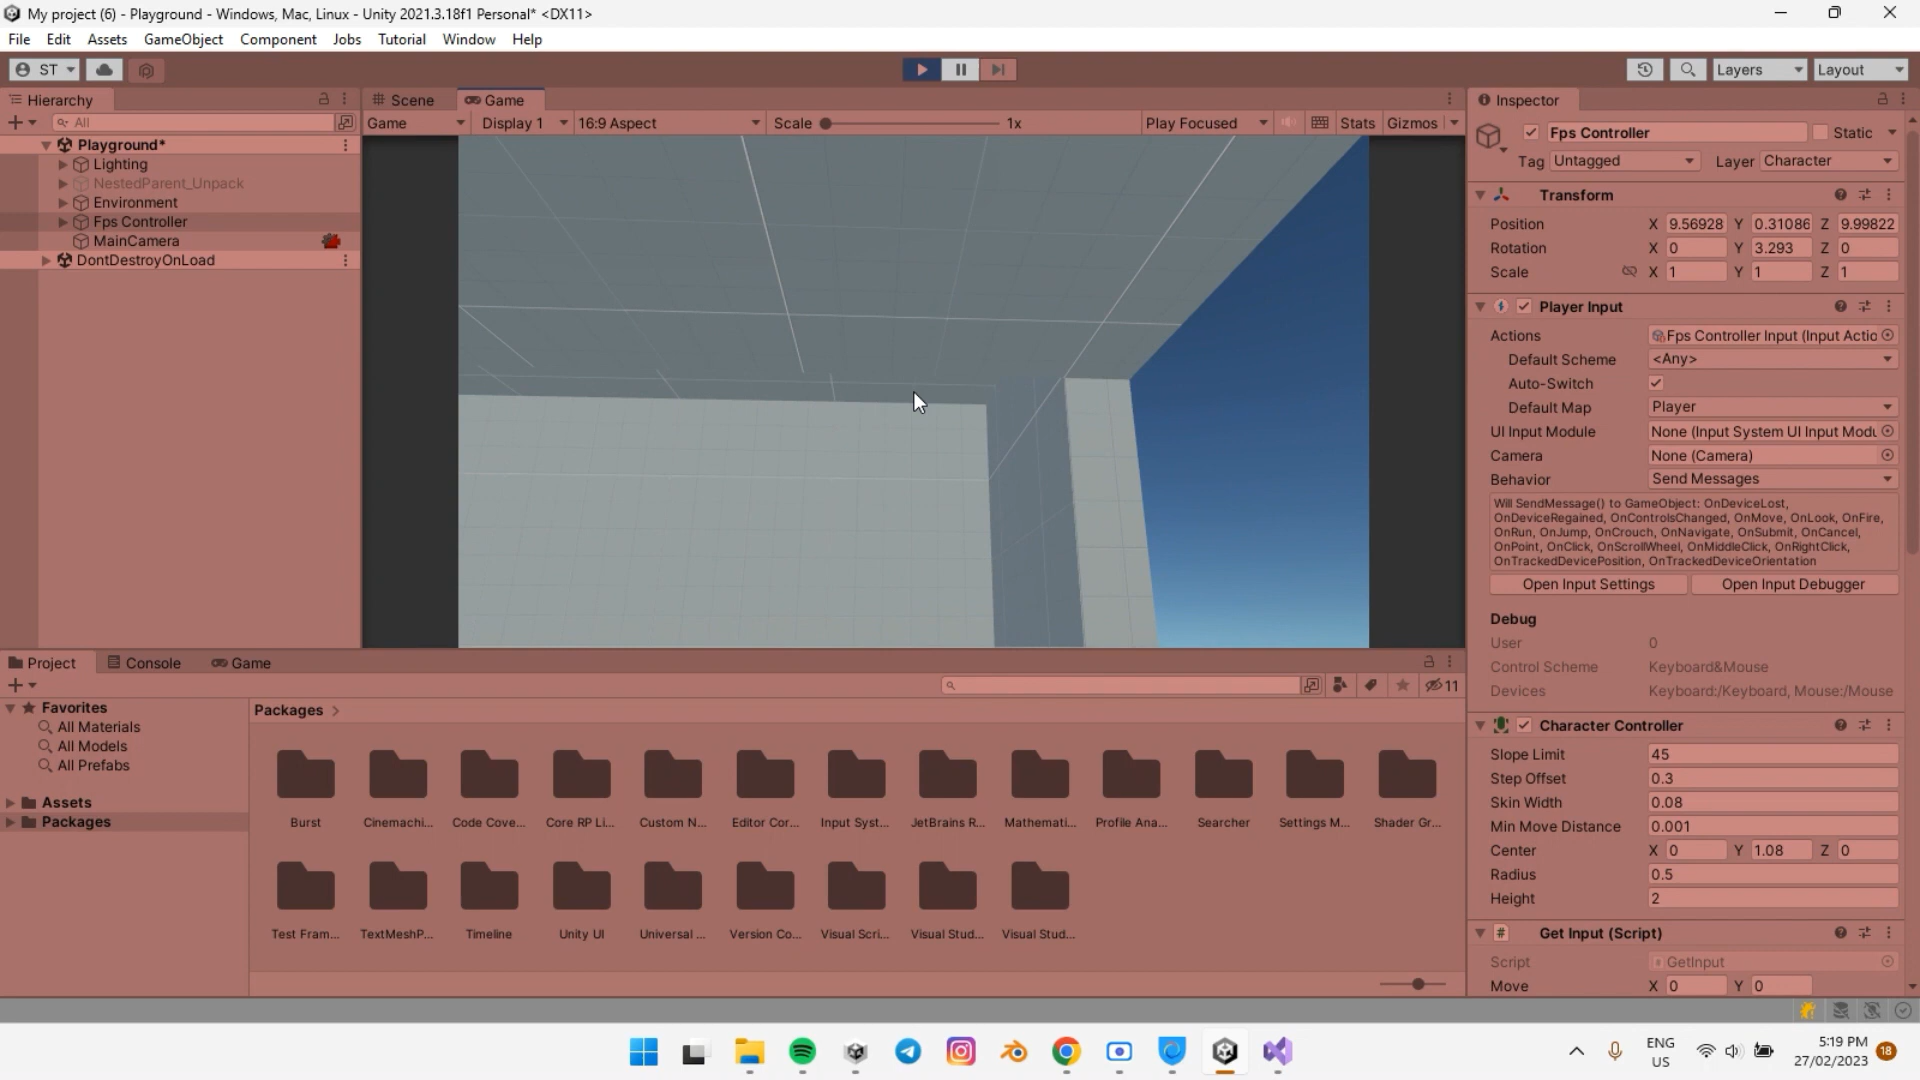 My project (6) - Playground - Windows, Mac, Linux - Unity 2021.3.18f1 Personal* <DX11>
File Edit Assets GameObject Component Jobs Tutorial Window Help
ST Layers Layout
Hierarchy
All
Playground*
Lighting
NestedParent_Unpack
Environment
Fps Controller
MainCamera
DontDestroyOnLoad
Scene Game
Game Display 1 16:9 Aspect Scale 1x Play Focused Stats Gizmos
Inspector
Fps Controller Static
Tag Untagged Layer Character
Transform
Position X 9.56928 Y 0.31086 Z 9.99822
Rotation X 0 Y 3.293 Z 0
Scale X 1 Y 1 Z 1
Player Input
Actions Fps Controller Input (Input Actio
Default Scheme <Any>
Auto-Switch
Default Map Player
UI Input Module None (Input System UI Input Modu
Camera None (Camera)
Behavior Send Messages
Will SendMessage() to GameObject: OnDeviceLost,
OnDeviceRegained, OnControlsChanged, OnMove, OnLook, OnFire,
OnRun, OnJump, OnCrouch, OnNavigate, OnSubmit, OnCancel,
OnPoint, OnClick, OnScrollWheel, OnMiddleClick, OnRightClick,
OnTrackedDevicePosition, OnTrackedDeviceOrientation
Open Input Settings Open Input Debugger
Debug
User 0
Control Scheme Keyboard&Mouse
Devices Keyboard:/Keyboard, Mouse:/Mouse
Character Controller
Slope Limit 45
Step Offset 0.3
Skin Width 0.08
Min Move Distance 0.001
Center X 0 Y 1.08 Z 0
Radius 0.5
Height 2
Get Input (Script)
Script GetInput
Move X 0 Y 0
Project Console Game
11
Favorites
All Materials
All Models
All Prefabs
Assets
Packages
Packages >
Burst Cinemachi... Code Cove... Core RP Li... Custom N... Editor Cor... Input Syst... JetBrains R... Mathemati... Profile Ana... Searcher Settings M... Shader Gr...
Test Fram... TextMeshP... Timeline Unity UI Universal ... Version Co... Visual Scri... Visual Stud... Visual Stud...
ENG
US
5:19 PM
27/02/2023
18